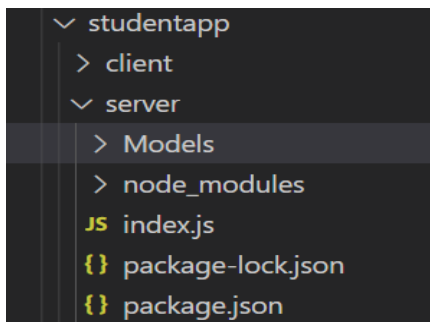 studentapp
client
server
Models
node_modules
JS index.js
{} package-lock.json
{} package.json